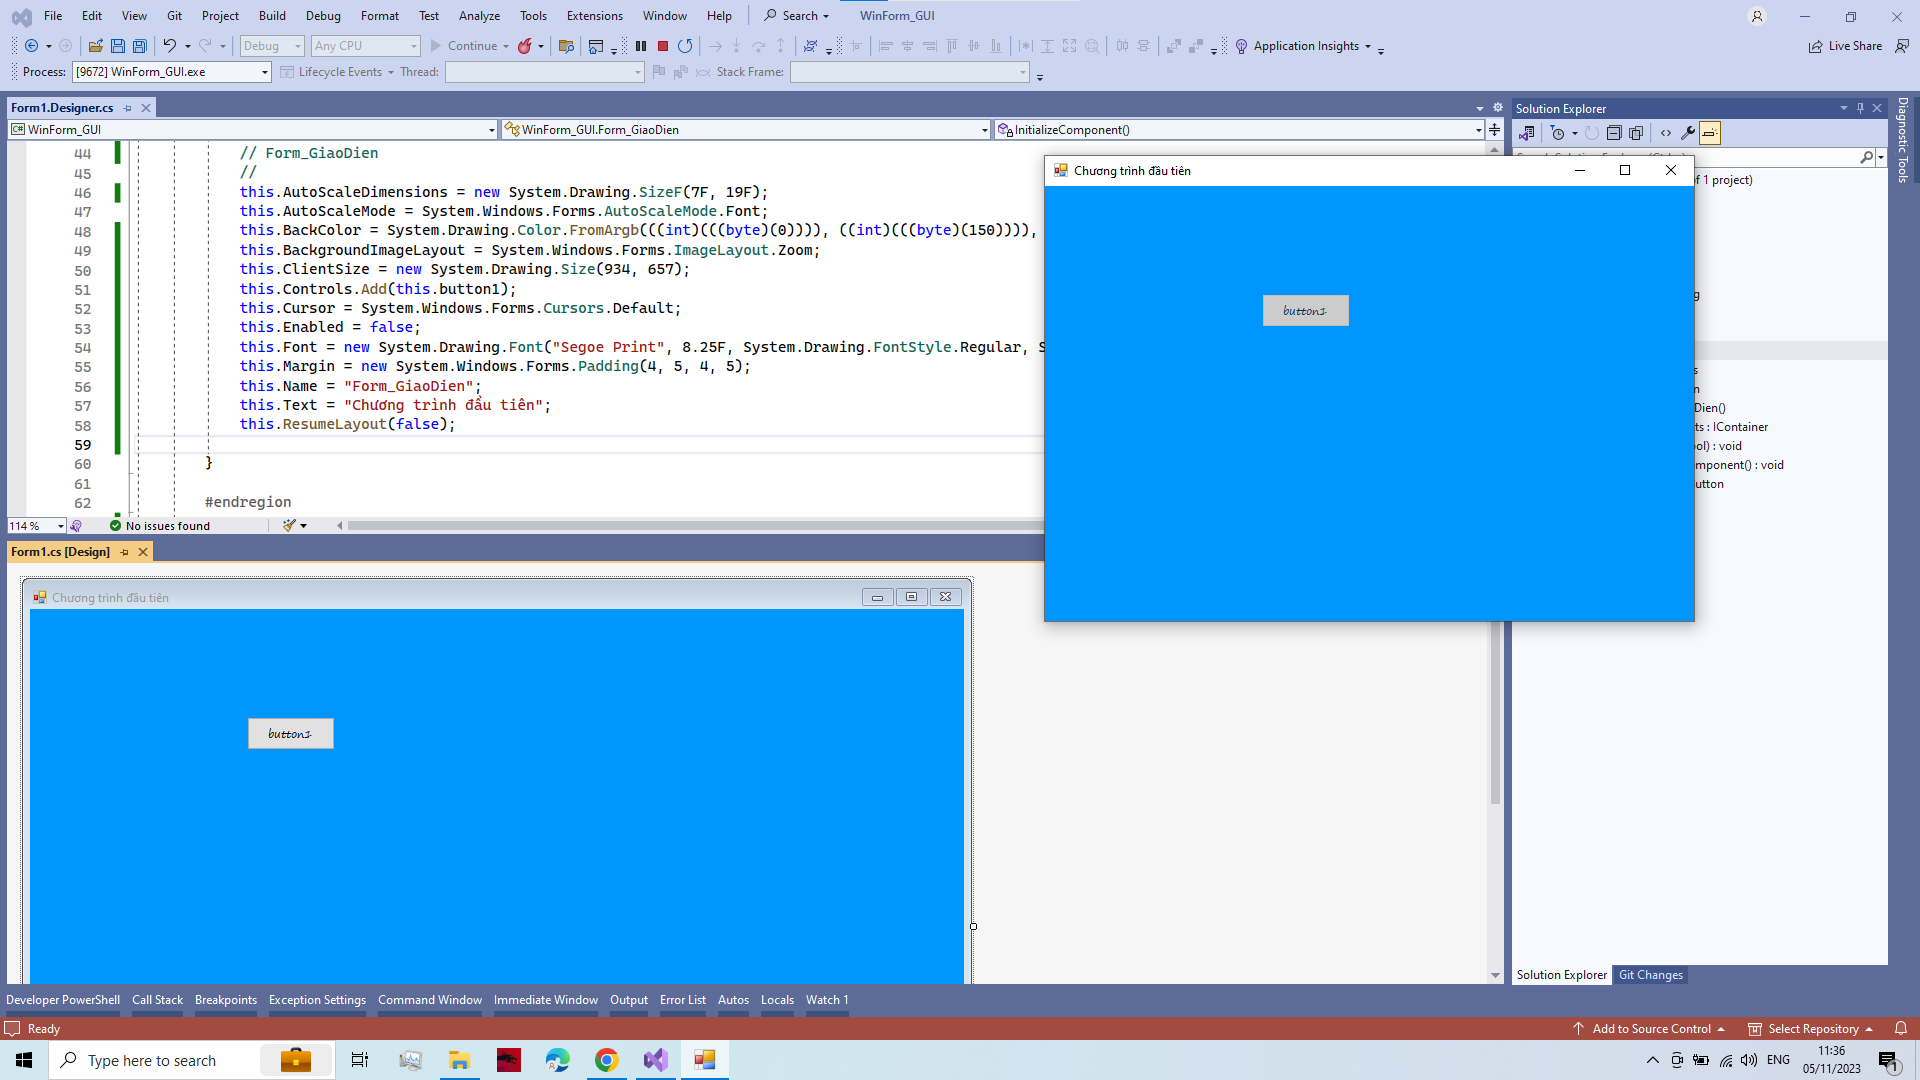 File Edit View Git Project Build Debug Format Test Analyze Tools Extensions Window Help Search WinForm_GUI
Debug Any CPU Continue Application Insights Live Share
Process: [9672] WinForm_GUI.exe Lifecycle Events Thread: Stack Frame:
Form1.Designer.cs
WinForm_GUI WinForm_GUI.Form_GiaoDien InitializeComponent()
44 // Form_GiaoDien
45 //
46 this.AutoScaleDimensions = new System.Drawing.SizeF(7F, 19F);
47 this.AutoScaleMode = System.Windows.Forms.AutoScaleMode.Font;
48 this.BackColor = System.Drawing.Color.FromArgb(((int)(((byte)(0)))), ((int)(((byte)(150)))),
49 this.BackgroundImageLayout = System.Windows.Forms.ImageLayout.Zoom;
50 this.ClientSize = new System.Drawing.Size(934, 657);
51 this.Controls.Add(this.button1);
52 this.Cursor = System.Windows.Forms.Cursors.Default;
53 this.Enabled = false;
54 this.Font = new System.Drawing.Font("Segoe Print", 8.25F, System.Drawing.FontStyle.Regular, S
55 this.Margin = new System.Windows.Forms.Padding(4, 5, 4, 5);
56 this.Name = "Form_GiaoDien";
57 this.Text = "Chương trình đầu tiên";
58 this.ResumeLayout(false);
59
60 }
61
62 #endregion
114 % No issues found
Form1.cs [Design]
Chương trình đầu tiên
button1
Chương trình đầu tiên
button1
Solution Explorer
f 1 project)
g
s
n
Dien()
ts : IContainer
ool) : void
mponent() : void
utton
Diagnostic Tools
Solution Explorer Git Changes
Developer PowerShell Call Stack Breakpoints Exception Settings Command Window Immediate Window Output Error List Autos Locals Watch 1
Ready Add to Source Control Select Repository
Type here to search
ENG
11:36
05/11/2023
1